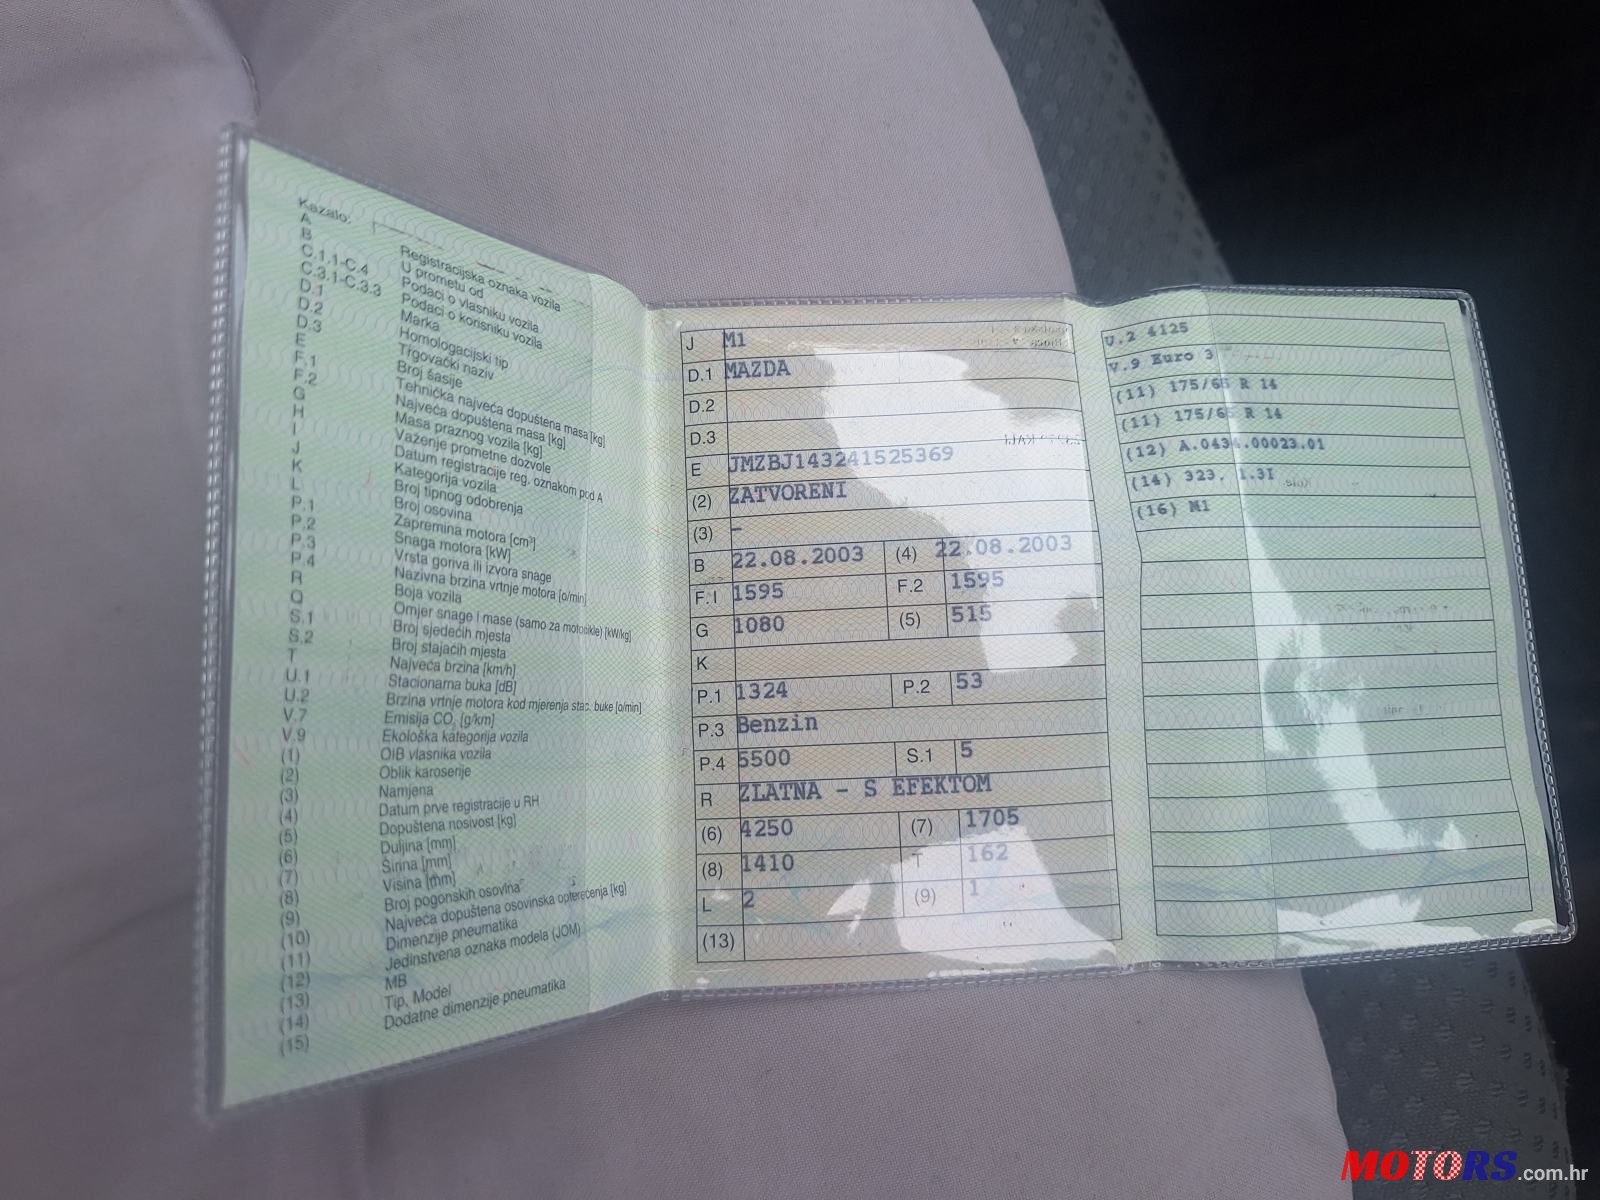 Kazalo:
A Registracijska oznaka vozila
B U prometu od
C.1.1-C.4 Podaci o vlasniku vozila
C.3.1-C.3.3 Podaci o korisniku vozila
D.1 Marka
D.2 Homologacijski tip
D.3 Trgovački naziv
E Broj šasije
F.1 Tehnička najveća dopuštena masa [kg]
F.2 Najveća dopuštena masa [kg]
G Masa praznog vozila [kg]
H Važenje prometne dozvole
I Datum registracije reg. oznakom pod A
J Kategorija vozila
K Broj tipnog odobrenja
L Broj osovina
P.1 Zapremina motora [cm³]
P.2 Snaga motora [kW]
P.3 Vrsta goriva ili izvora snage
P.4 Nazivna brzina vrtnje motora [o/min]
R Boja vozila
Q Omjer snage i mase (samo za motocikle) [kW/kg]
S.1 Broj sjedećih mjesta
S.2 Broj stajaćih mjesta
T Najveća brzina [km/h]
U.1 Stacionarna buka [dB]
U.2 Brzina vrtnje motora kod mjerenja stac. buke [o/min]
V.7 Emisija CO₂ [g/km]
V.9 Ekološka kategorija vozila
(1) OIB vlasnika vozila
(2) Oblik karoserije
(3) Namjena
(4) Datum prve registracije u RH
(5) Dopuštena nosivost [kg]
(6) Duljina [mm]
(7) Širina [mm]
(8) Visina [mm]
(9) Broj pogonskih osovina
(10) Najveća dopuštena osovinska opterećenja [kg]
(11) Dimenzije pneumatika
(12) Jedinstvena oznaka modela (JOM)
(13) MB
(14) Tip, Model
(15) Dodatne dimenzije pneumatika
J M1
D.1 MAZDA
D.2
D.3
E JMZBJ143241525369
(2) ZATVORENI
(3) -
B 22.08.2003 (4) 22.08.2003
F.1 1595 F.2 1595
G 1080 (5) 515
K
P.1 1324 P.2 53
P.3 Benzin
P.4 5500 S.1 5
R ZLATNA - S EFEKTOM
(6) 4250 (7) 1705
(8) 1410 T 162
L 2 (9) 1
(13)
U.2 4125
V.9 Euro 3
(11) 175/65 R 14
(11) 175/65 R 14
(12) A.0434.00023.01
(14) 323. 1.3I
(16) M1
MOTORS.com.hr